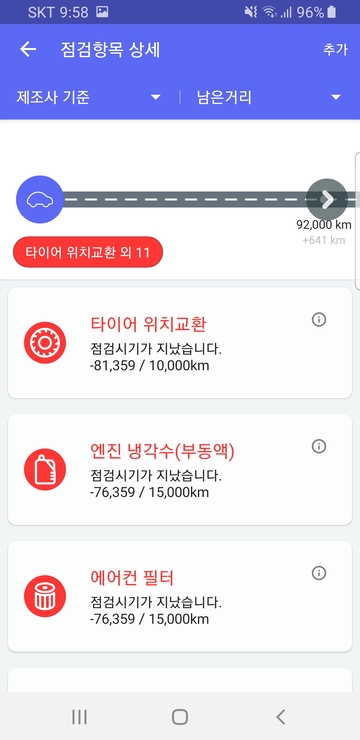 SKT 9:58
96%
점검항목 상세
추가
제조사 기준
남은거리
92,000 km
+641 km
타이어 위치교환 외 11
타이어 위치교환
점검시기가 지났습니다.
-81,359 / 10,000km
엔진 냉각수(부동액)
점검시기가 지났습니다.
-76,359 / 15,000km
에어컨 필터
점검시기가 지났습니다.
-76,359 / 15,000km